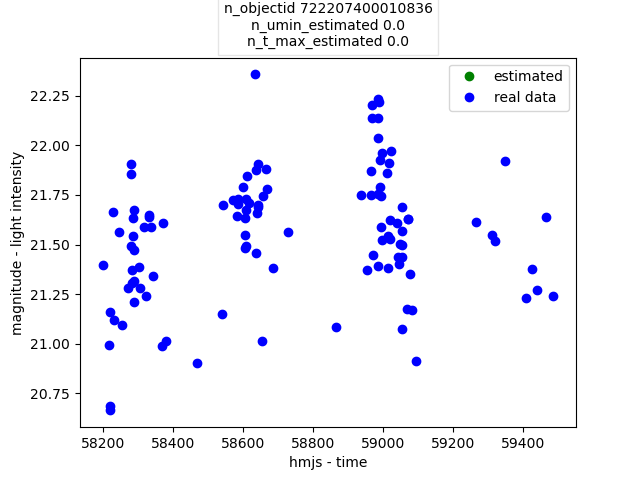 n_objectid 722207400010836
n_umin_estimated 0.0
n_t_max_estimated 0.0
estimated
real data
22.25
22.00
21.75
21.50
21.25
21.00
20.75
magnitude - light intensity
58200 58400 58600 58800 59000 59200 59400
hmjs - time